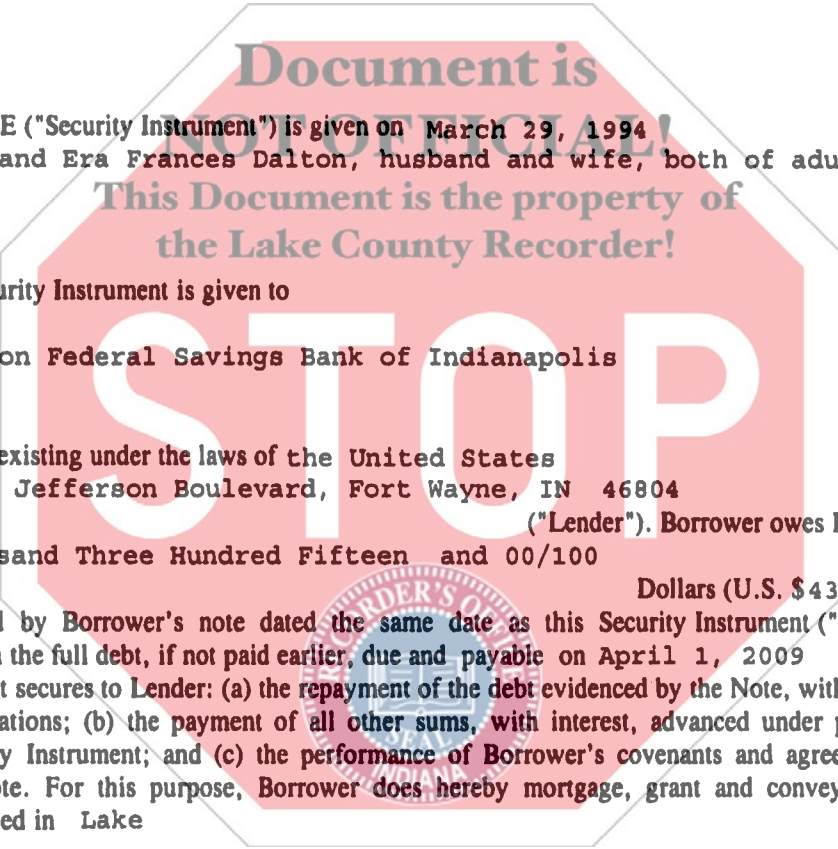 Document is
E ("Security Instrument") is given on March 29, 1994
NOT OFFICIAL!
and Era Frances Dalton, husband and wife, both of adu
This Document is the property of
the Lake County Recorder!
urity Instrument is given to
STOP
on Federal Savings Bank of Indianapolis
existing under the laws of the United States
Jefferson Boulevard, Fort Wayne, IN 46804
("Lender"). Borrower owes
sand Three Hundred Fifteen and 00/100
Dollars (U.S. $43
by Borrower's note dated the same date as this Security Instrument ("
the full debt, if not paid earlier, due and payable on April 1, 2009
t secures to Lender: (a) the repayment of the debt evidenced by the Note, with
ations; (b) the payment of all other sums, with interest, advanced under p
y Instrument; and (c) the performance of Borrower's covenants and agree
ote. For this purpose, Borrower does hereby mortgage, grant and convey
ed in Lake
RECORDER'S OFFICE
SEAL
INDIANA